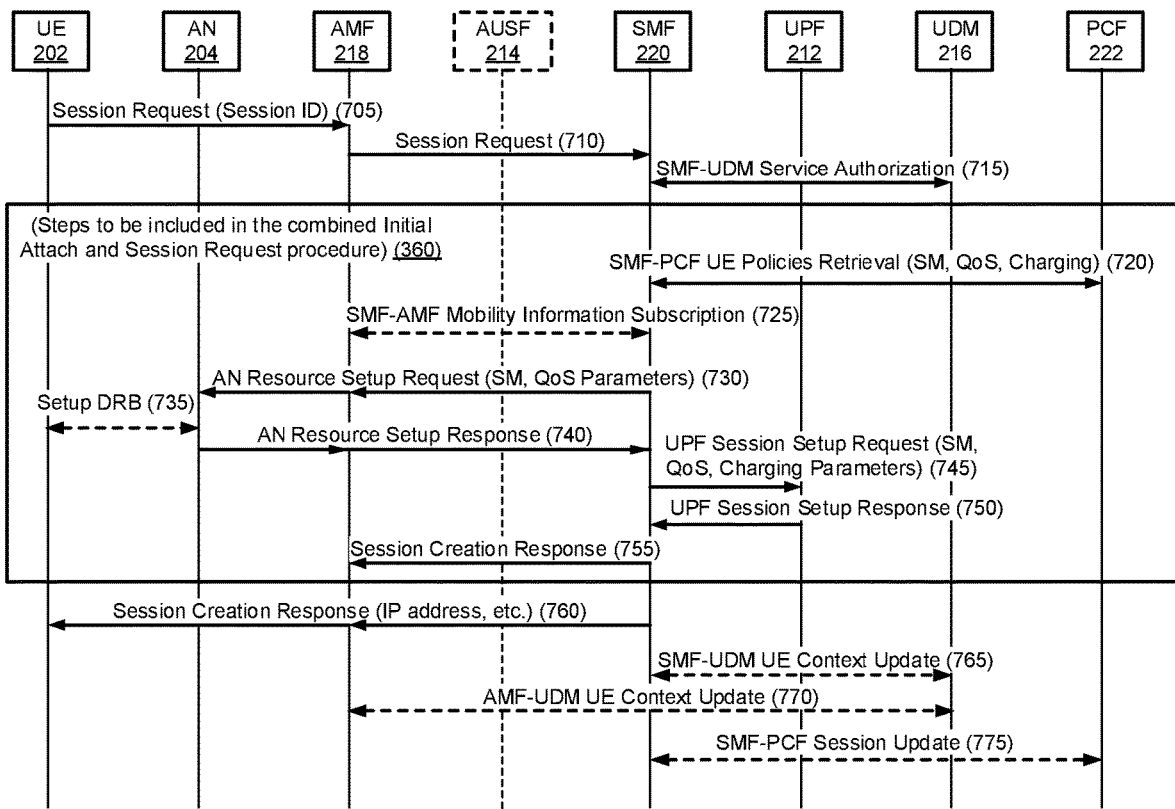 UE
202
AN
204
AMF
218
AUSF
214
SMF
220
UPF
212
UDM
216
PCF
222
Session Request (Session ID) (705)
Session Request (710)
SMF-UDM Service Authorization (715)
(Steps to be included in the combined Initial
Attach and Session Request procedure) (360)
SMF-PCF UE Policies Retrieval (SM, QoS, Charging) (720)
SMF-AMF Mobility Information Subscription (725)
AN Resource Setup Request (SM, QoS Parameters) (730)
Setup DRB (735)
AN Resource Setup Response (740)
UPF Session Setup Request (SM,
QoS, Charging Parameters) (745)
UPF Session Setup Response (750)
Session Creation Response (755)
Session Creation Response (IP address, etc.) (760)
SMF-UDM UE Context Update (765)
AMF-UDM UE Context Update (770)
SMF-PCF Session Update (775)